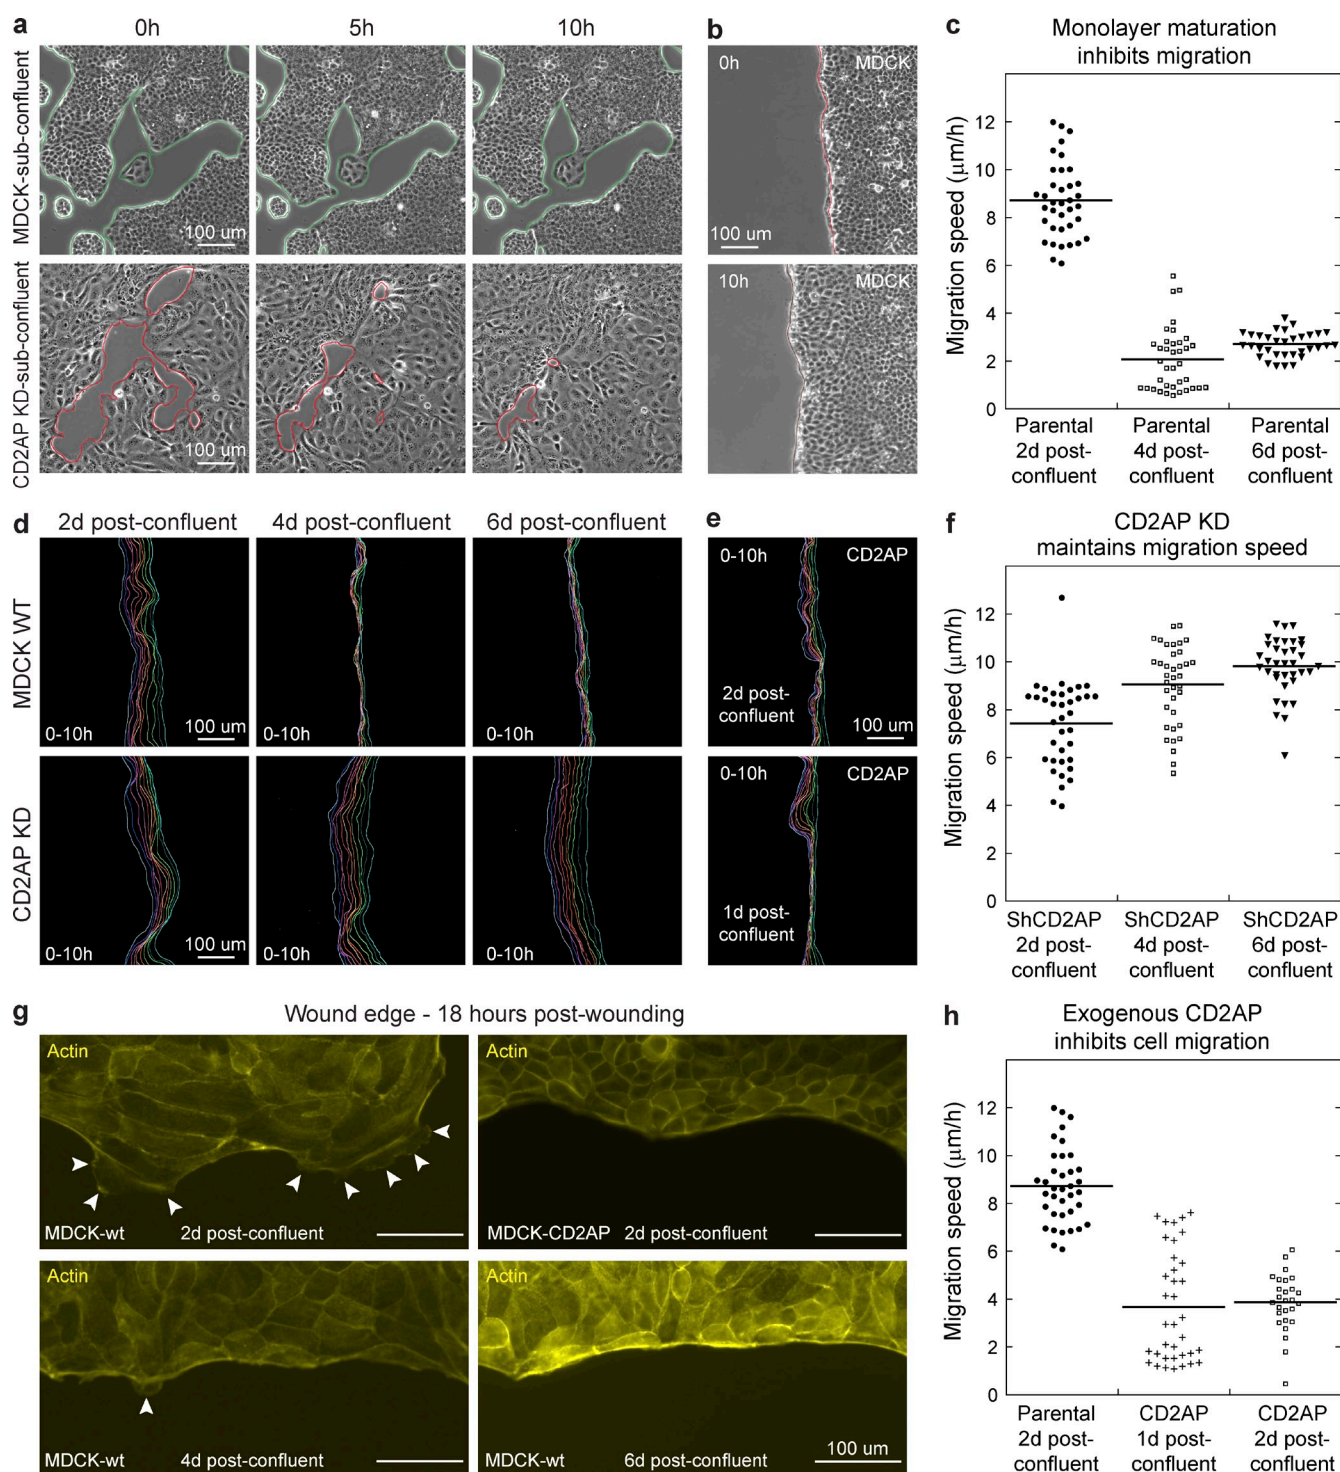 a
0h
5h
10h
MDCK-sub-confluent
100 um
CD2AP KD-sub-confluent
100 um
b
0h
MDCK
100 um
10h
MDCK
c
Monolayer maturation
inhibits migration
Migration speed (μm/h)
12
10
8
6
4
2
0
Parental
2d post-
confluent
Parental
4d post-
confluent
Parental
6d post-
confluent
d
2d post-confluent
4d post-confluent
6d post-confluent
MDCK WT
0-10h
100 um
0-10h
0-10h
CD2AP KD
0-10h
100 um
0-10h
0-10h
e
0-10h
CD2AP
2d post-
confluent
100 um
0-10h
CD2AP
1d post-
confluent
f
CD2AP KD
maintains migration speed
Migration speed (μm/h)
12
10
8
6
4
2
0
ShCD2AP
2d post-
confluent
ShCD2AP
4d post-
confluent
ShCD2AP
6d post-
confluent
g
Wound edge - 18 hours post-wounding
Actin
MDCK-wt
2d post-confluent
Actin
MDCK-CD2AP
2d post-confluent
Actin
MDCK-wt
4d post-confluent
Actin
MDCK-wt
6d post-confluent
100 um
h
Exogenous CD2AP
inhibits cell migration
Migration speed (μm/h)
12
10
8
6
4
2
0
Parental
2d post-
confluent
CD2AP
1d post-
confluent
CD2AP
2d post-
confluent